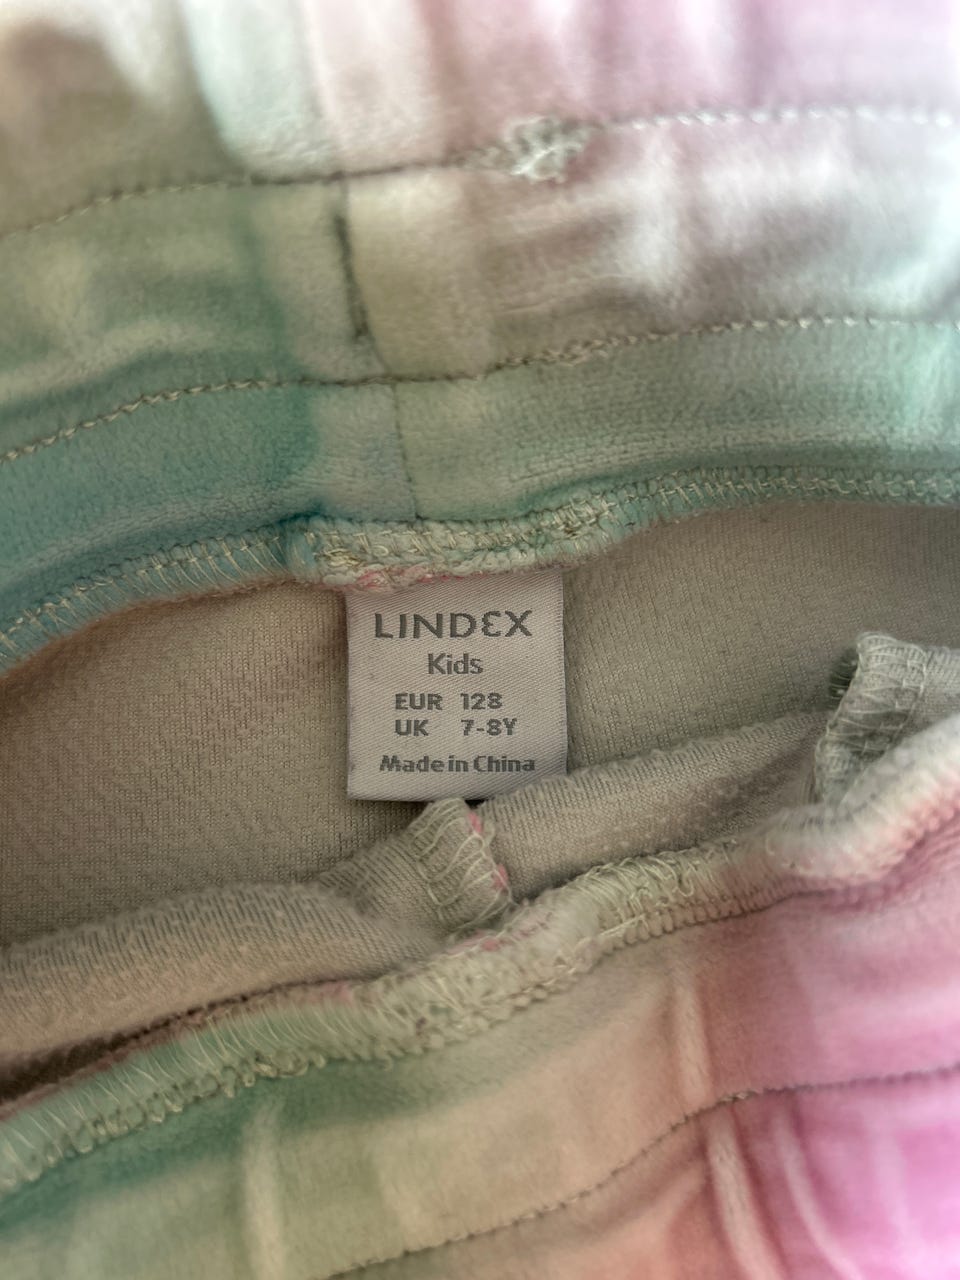 LINDEX
Kids
EUR 128
UK 7-8Y
Made in China